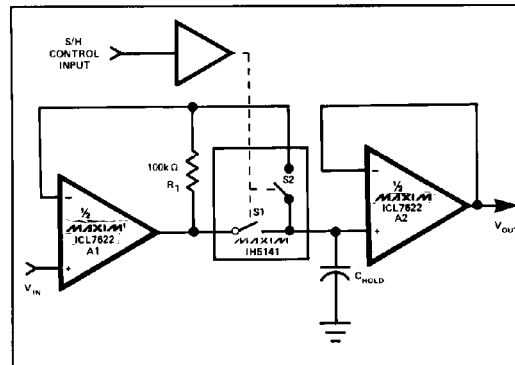 S/H
CONTROL
INPUT
100kΩ
R1
S2
S1
MAXIM
IH5141
½
MAXIM
ICL7622
A1
½
MAXIM
ICL7622
A2
VIN
CHOLD
VOUT